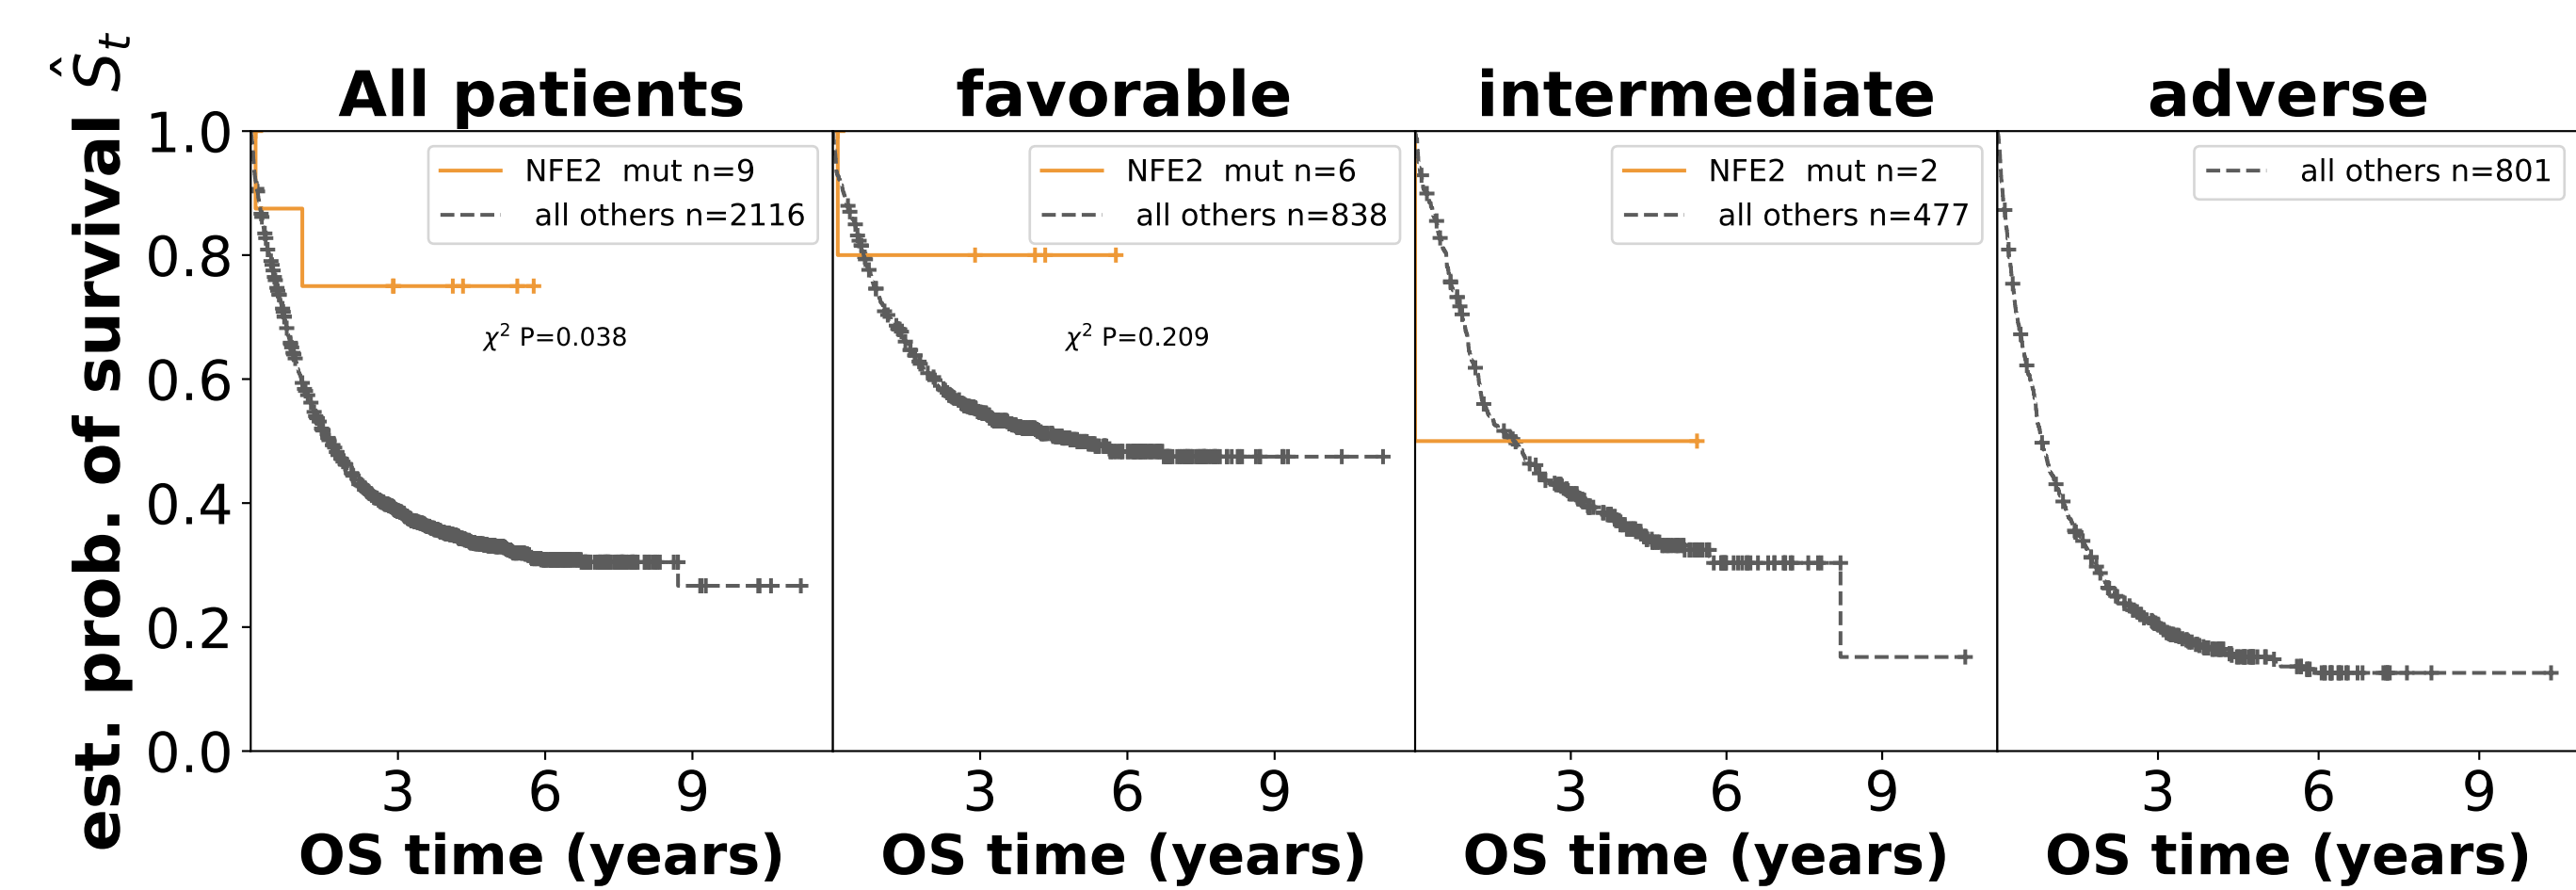 est. prob. of survival Ŝt
All patients
favorable
intermediate
adverse
1.0
0.8
0.6
0.4
0.2
0.0
NFE2 mut n=9
all others n=2116
χ² P=0.038
3 6 9
OS time (years)
NFE2 mut n=6
all others n=838
χ² P=0.209
3 6 9
OS time (years)
NFE2 mut n=2
all others n=477
3 6 9
OS time (years)
all others n=801
3 6 9
OS time (years)